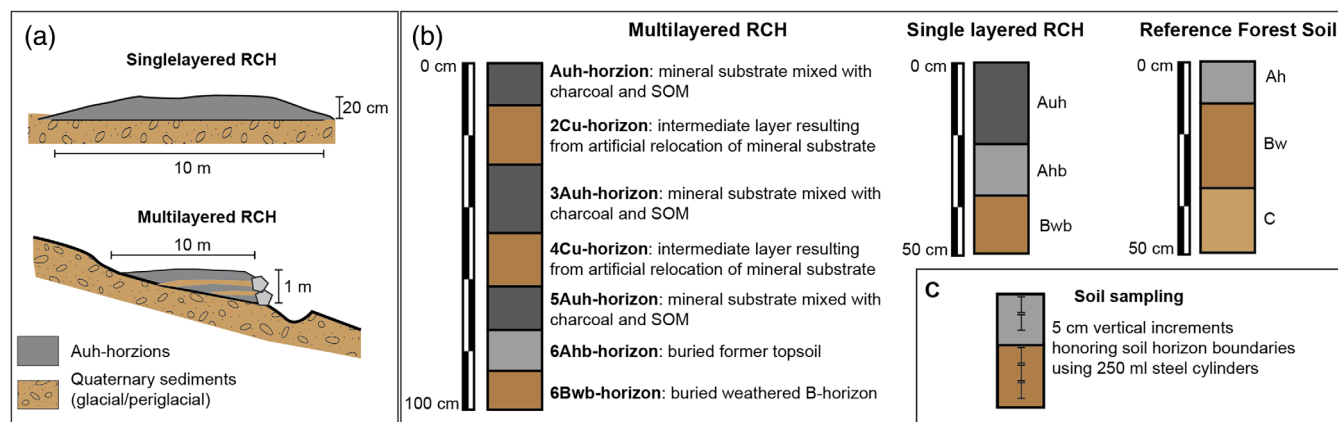 (a)
Singlelayered RCH
20 cm
10 m
Multilayered RCH
10 m
1 m
Auh-horzions
Quaternary sediments
(glacial/periglacial)
(b)
Multilayered RCH
0 cm
Auh-horzion: mineral substrate mixed with
charcoal and SOM
2Cu-horizon: intermediate layer resulting
from artificial relocation of mineral substrate
3Auh-horizon: mineral substrate mixed with
charcoal and SOM
4Cu-horizon: intermediate layer resulting
from artificial relocation of mineral substrate
5Auh-horizon: mineral substrate mixed with
charcoal and SOM
6Ahb-horizon: buried former topsoil
6Bwb-horizon: buried weathered B-horizon
100 cm
Single layered RCH
0 cm
Auh
Ahb
Bwb
50 cm
Reference Forest Soil
0 cm
Ah
Bw
C
50 cm
C
Soil sampling
5 cm vertical increments
honoring soil horizon boundaries
using 250 ml steel cylinders